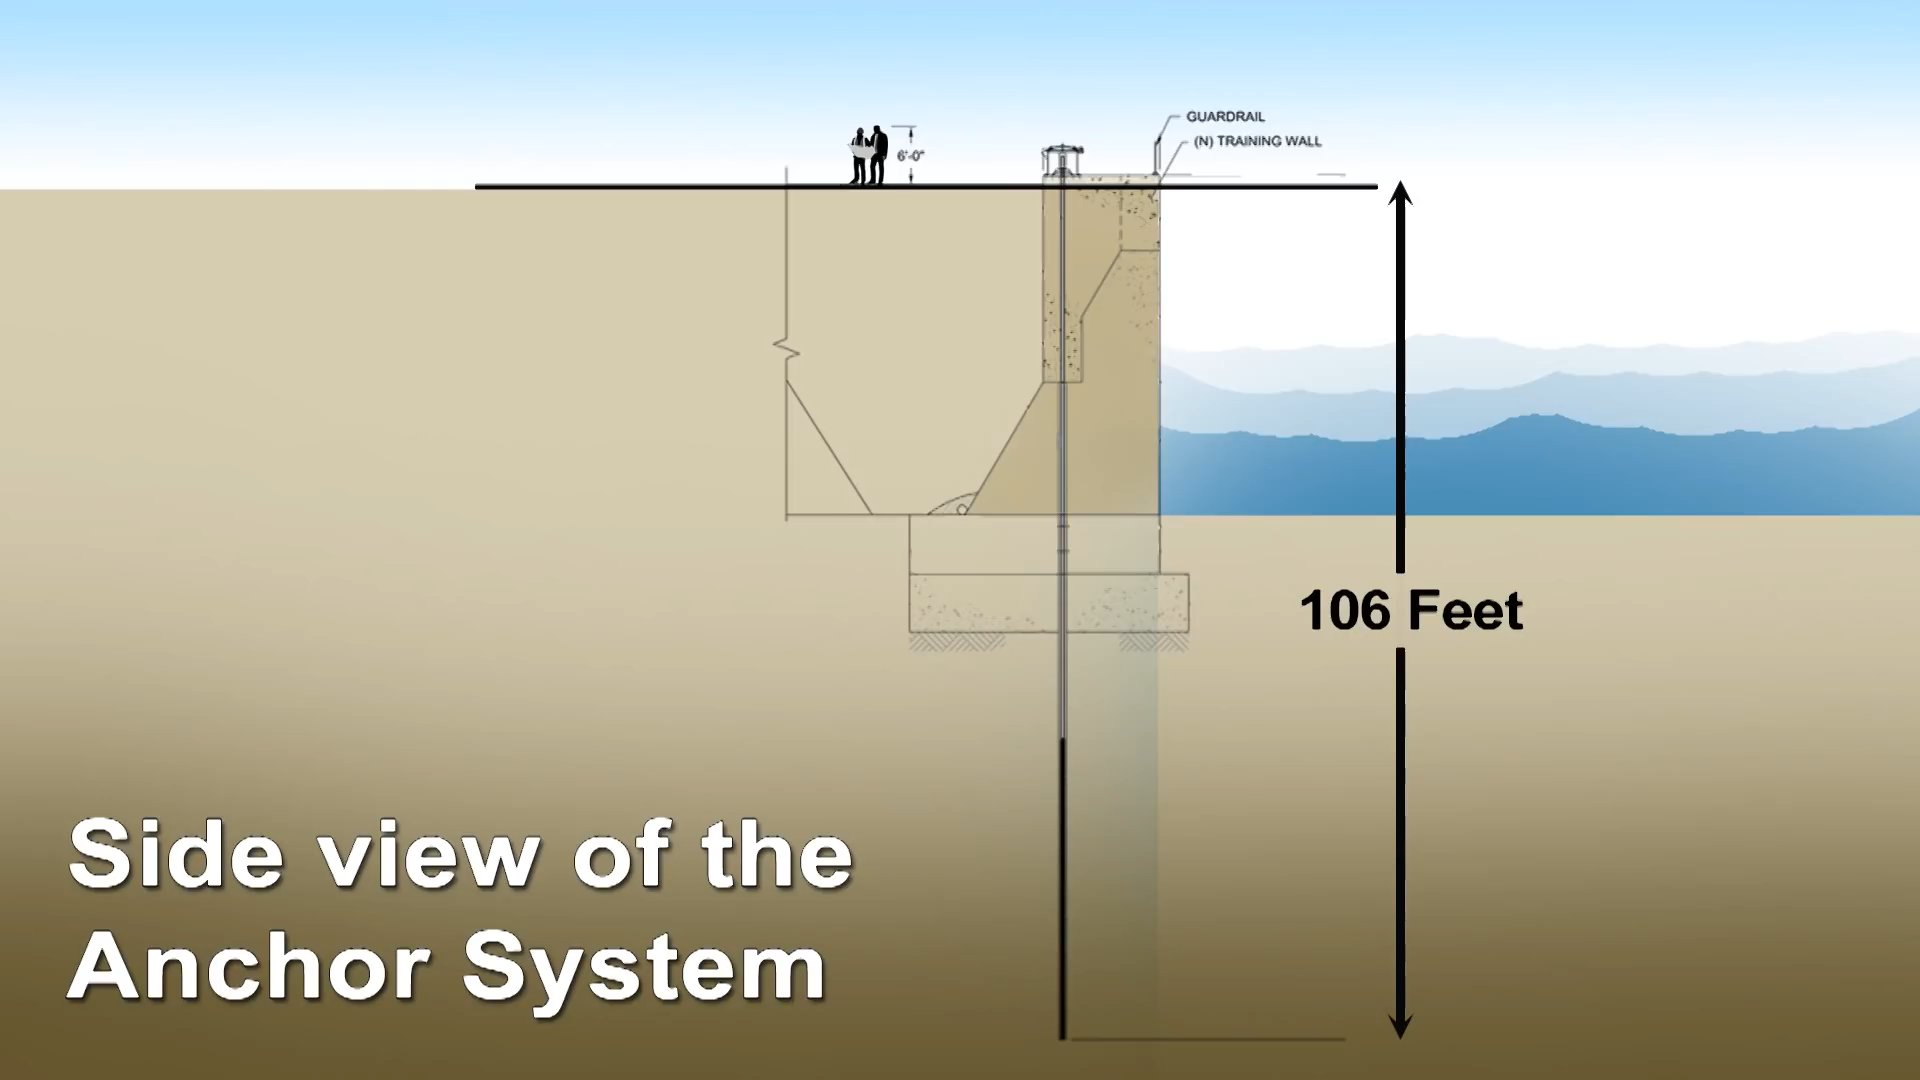 GUARDRAIL
(N) TRAINING WALL
6'-0"
106 Feet
Side view of the
Anchor System